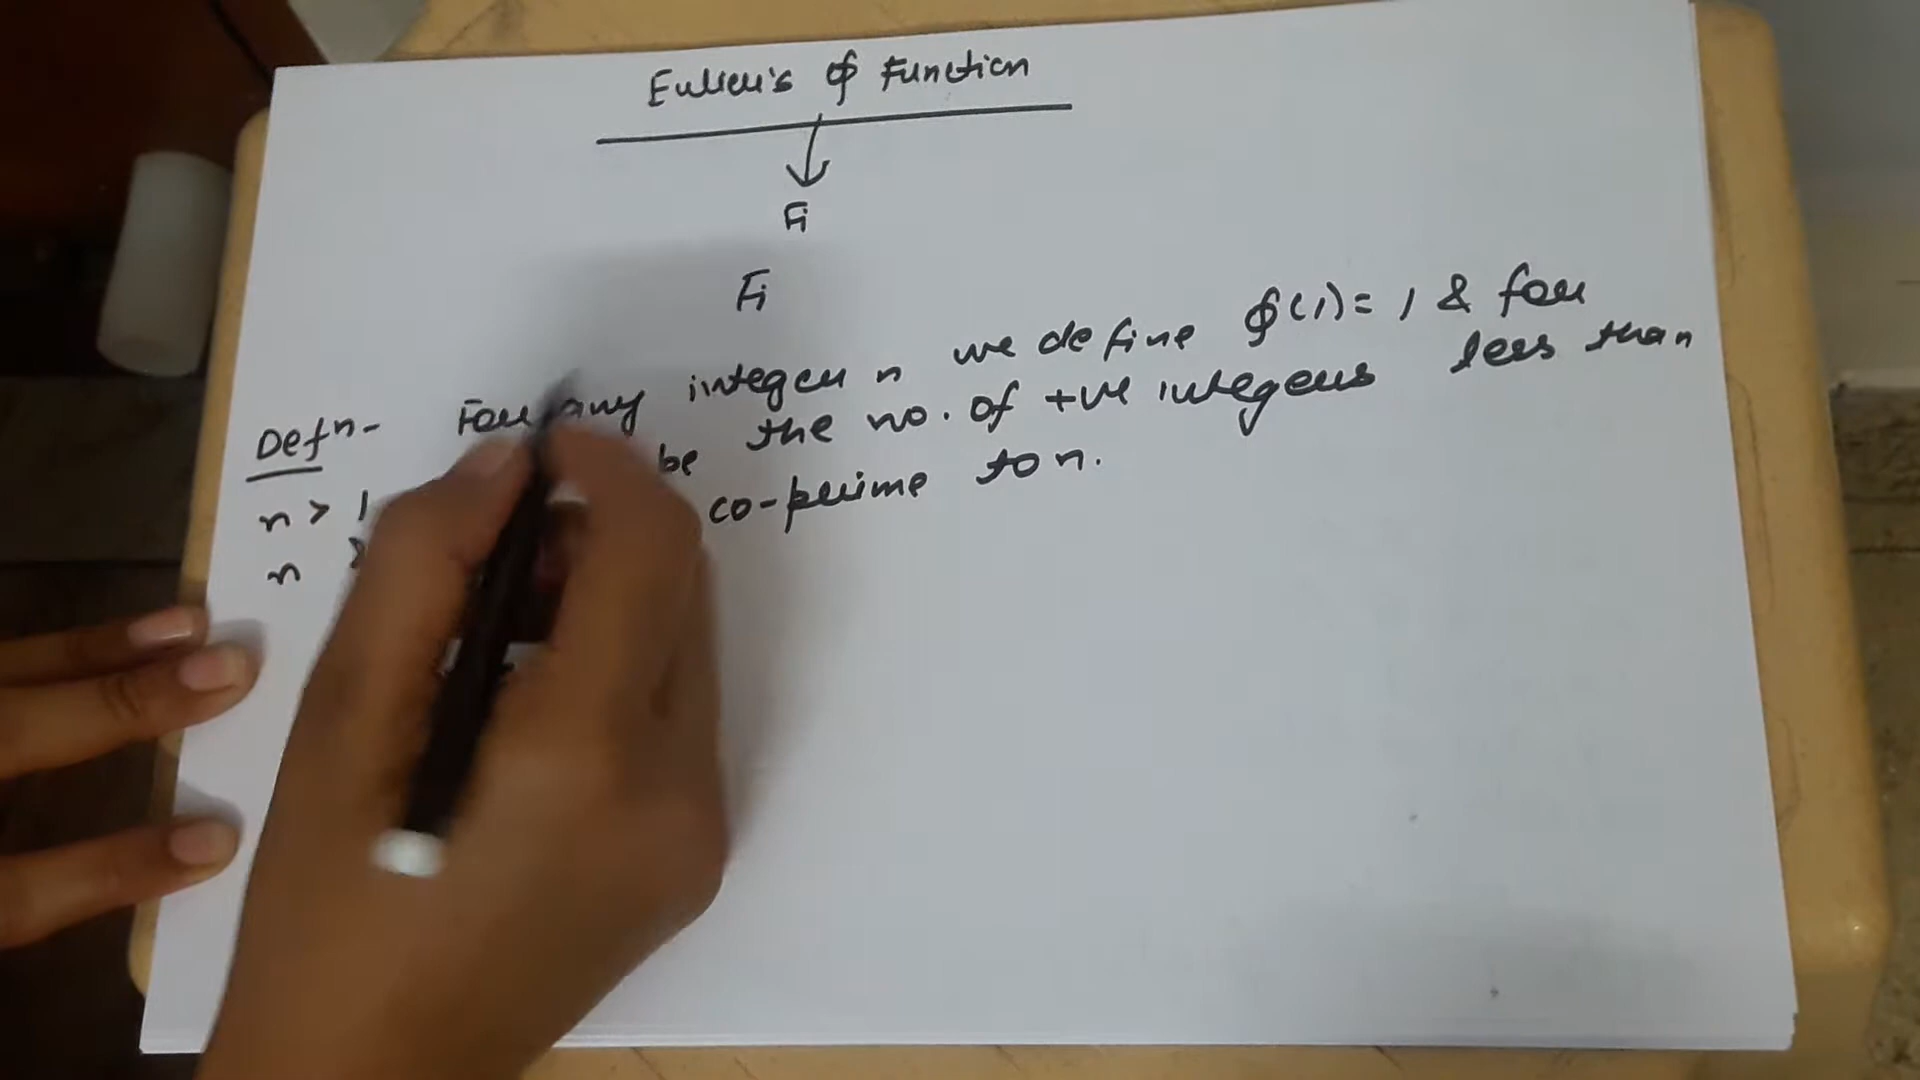 Euler's ϕ Function
Fi
Fi
Defn- For any integer n we define ϕ(1) = 1 & for
n > 1 be the no. of +ve integers less than
n & co-prime to n.